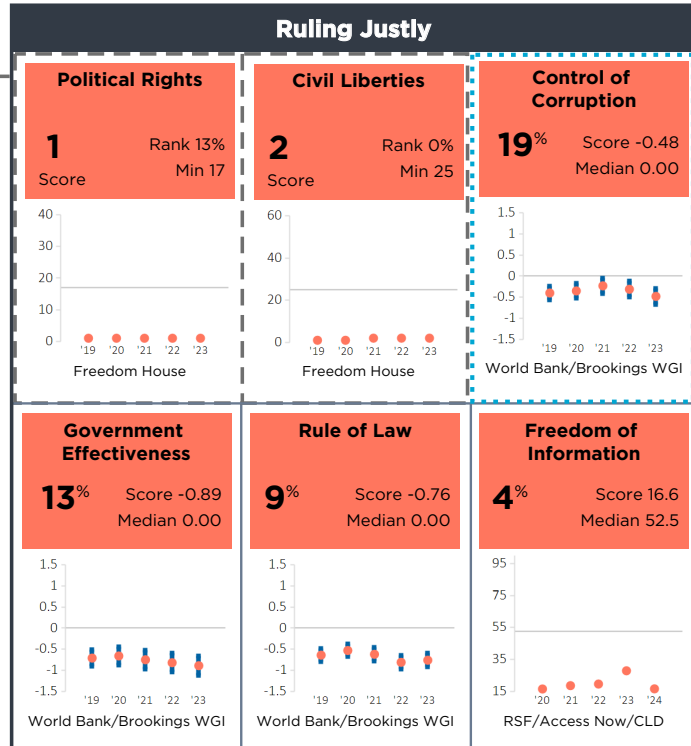 Ruling Justly
Political Rights
1
Score
Rank 13%
Min 17
40
30
20
10
0
'19 '20 '21 '22 '23
Freedom House
Civil Liberties
2
Score
Rank 0%
Min 25
60
40
20
0
'19 '20 '21 '22 '23
Freedom House
Control of
Corruption
19%
Score -0.48
Median 0.00
1.5
1
0.5
0
-0.5
-1
-1.5
'19 '20 '21 '22 '23
World Bank/Brookings WGI
Government
Effectiveness
13%
Score -0.89
Median 0.00
1.5
1
0.5
0
-0.5
-1
-1.5
'19 '20 '21 '22 '23
World Bank/Brookings WGI
Rule of Law
9%
Score -0.76
Median 0.00
1.5
1
0.5
0
-0.5
-1
-1.5
'19 '20 '21 '22 '23
World Bank/Brookings WGI
Freedom of
Information
4%
Score 16.6
Median 52.5
95
75
55
35
15
'20 '21 '22 '23 '24
RSF/Access Now/CLD